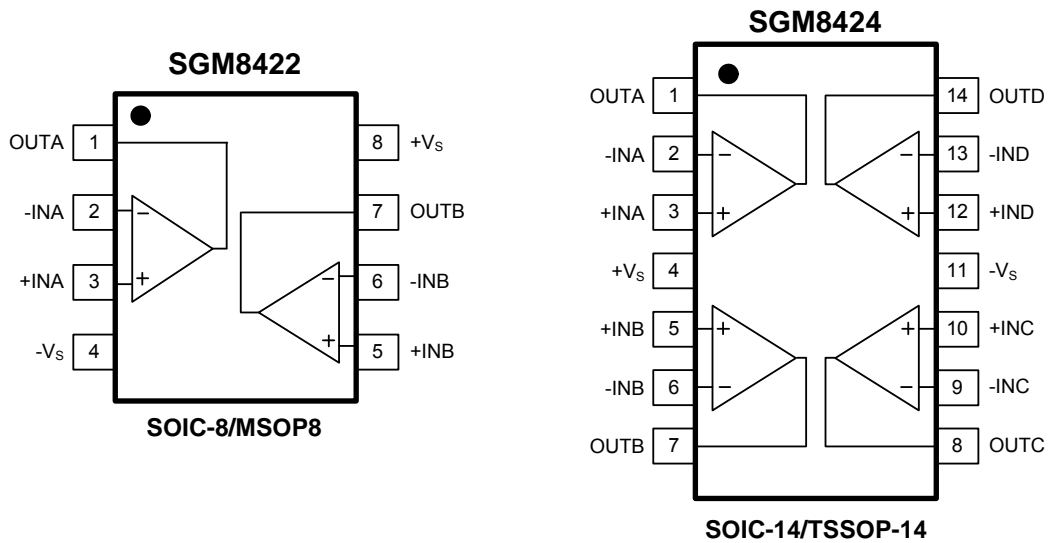 SGM8422
OUTA 1 8 +VS
-INA 2 − 7 OUTB
+INA 3 + − 6 -INB
-VS 4 + 5 +INB
SOIC-8/MSOP8
SGM8424
OUTA 1 14 OUTD
-INA 2 − − 13 -IND
+INA 3 + + 12 +IND
+VS 4 11 -VS
+INB 5 + + 10 +INC
-INB 6 − − 9 -INC
OUTB 7 8 OUTC
SOIC-14/TSSOP-14